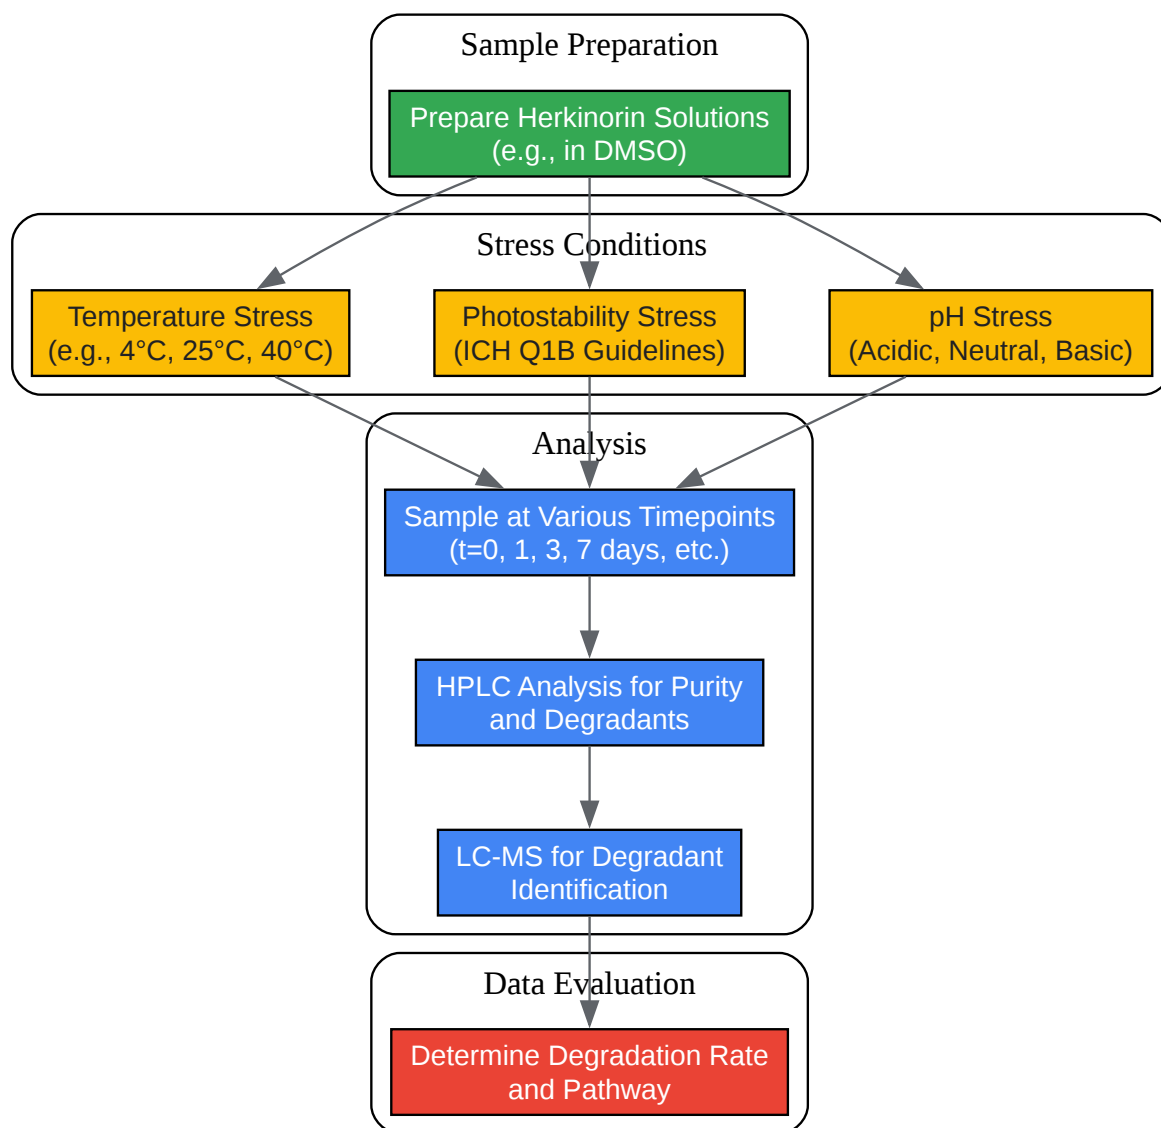 Sample Preparation
Prepare Herkinorin Solutions
(e.g., in DMSO)
Stress Conditions
Temperature Stress
(e.g., 4°C, 25°C, 40°C)
Photostability Stress
(ICH Q1B Guidelines)
pH Stress
(Acidic, Neutral, Basic)
Analysis
Sample at Various Timepoints
(t=0, 1, 3, 7 days, etc.)
HPLC Analysis for Purity
and Degradants
LC-MS for Degradant
Identification
Data Evaluation
Determine Degradation Rate
and Pathway